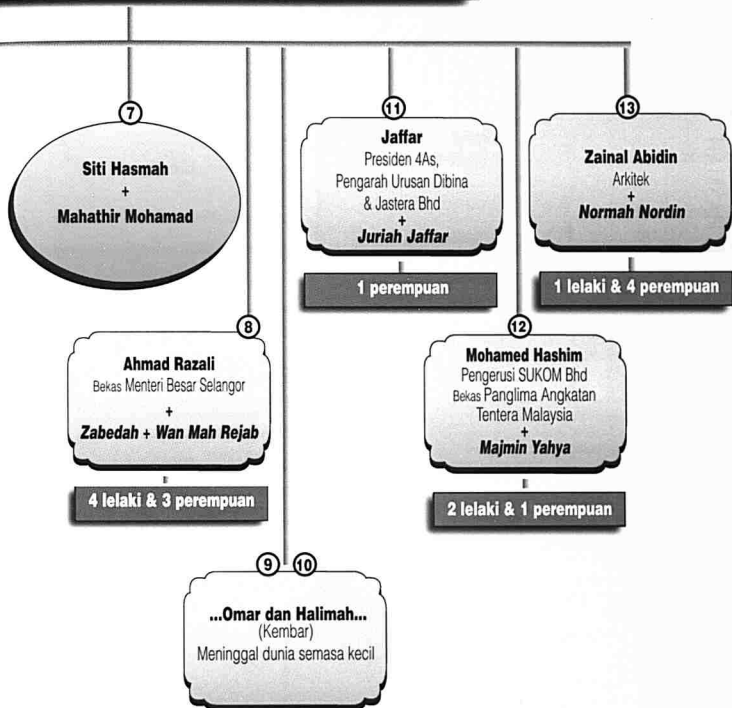 7
Siti Hasmah
+
Mahathir Mohamad
8
Ahmad Razali
Bekas Menteri Besar Selangor
+
Zabedah + Wan Mah Rejab
4 lelaki & 3 perempuan
9 10
...Omar dan Halimah...
(Kembar)
Meninggal dunia semasa kecil
11
Jaffar
Presiden 4As,
Pengarah Urusan Dibina
& Jastera Bhd
+
Juriah Jaffar
1 perempuan
12
Mohamed Hashim
Pengerusi SUKOM Bhd
Bekas Panglima Angkatan
Tentera Malaysia
+
Majmin Yahya
2 lelaki & 1 perempuan
13
Zainal Abidin
Arkitek
+
Normah Nordin
1 lelaki & 4 perempuan